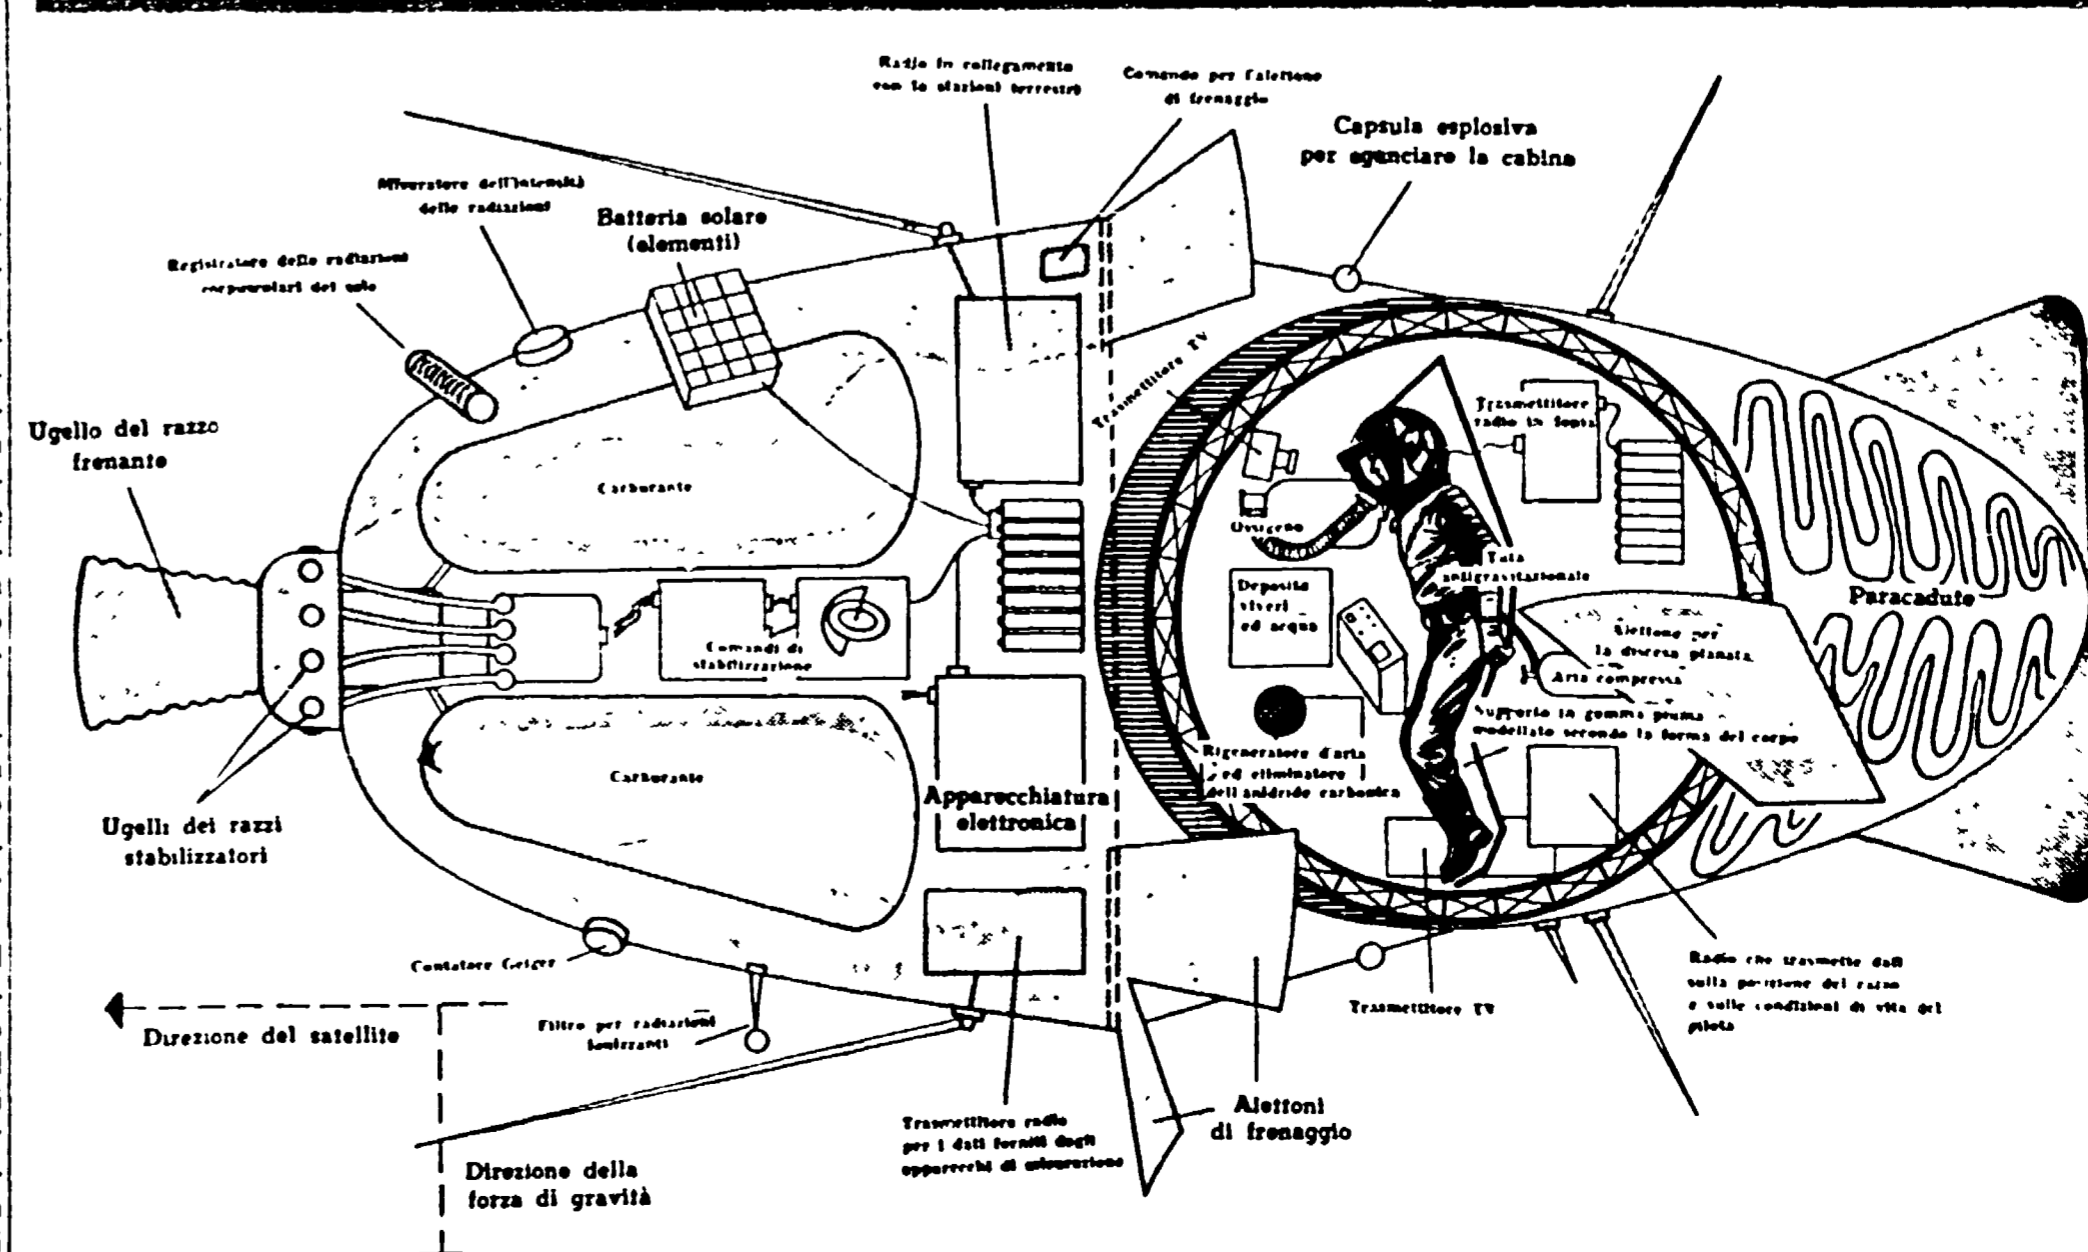 Radio in collegamento
con le stazioni terrestri
Comando per l'alettone
di frenaggio
Capsula esplosiva
per sganciare la cabina
Misuratore dell'intensità
delle radiazioni
Batteria solare
(elementi)
Registratore delle radiazioni
corpuscolari del sole
Trasmettitore TV
Ugello del razzo
frenante
Carburante
Trasmettitore
radio in fonia
Ossigeno
Tuta
antigravitazionale
Deposito
viveri
ed acqua
Paracadute
Alettone per
la discesa planata
Comandi di
stabilizzazione
Aria compressa
Supporto in gomma piuma
modellato secondo la forma del corpo
Rigeneratore d'aria
ed eliminatore
dell'anidride carbonica
Carburante
Apparecchiatura
elettronica
Ugelli dei razzi
stabilizzatori
Contatore Geiger
Direzione del satellite
Filtro per radiazioni
ionizzanti
Trasmettitore TV
Radio che trasmette dati
sulla posizione del razzo
e sulle condizioni di vita del
pilota
Trasmettitore radio
per i dati forniti dagli
apparecchi di misurazione
Alettoni
di frenaggio
Direzione della
forza di gravità